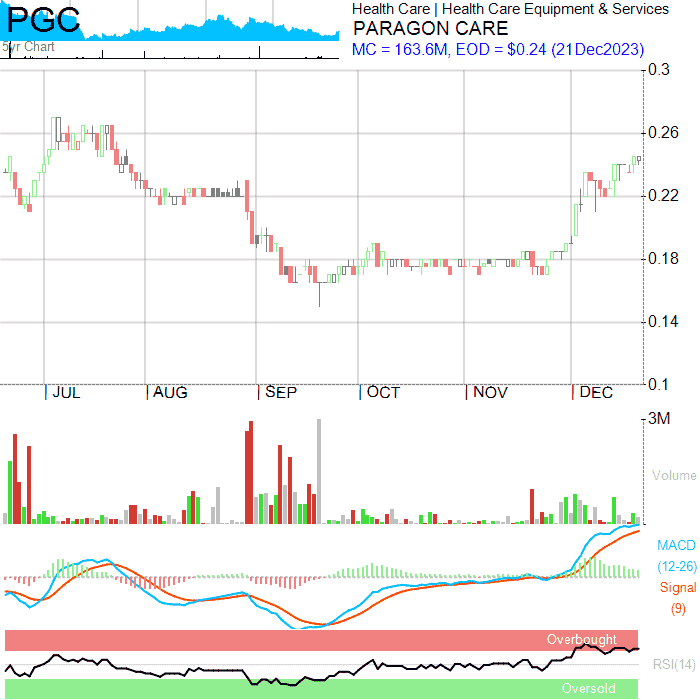 PGC
5yr Chart
Health Care | Health Care Equipment & Services
PARAGON CARE
MC = 163.6M, EOD = $0.24 (21Dec2023)
0.3
0.26
0.22
0.18
0.14
0.1
JUL AUG SEP OCT NOV DEC
3M
Volume
MACD
(12-26)
Signal
(9)
Overbought
RSI(14)
Oversold